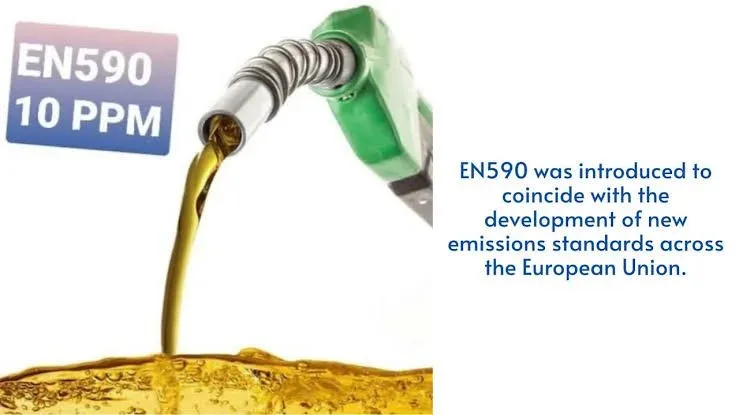 EN590
10 PPM
EN590 was introduced to
coincide with the
development of new
emissions standards across
the European Union.